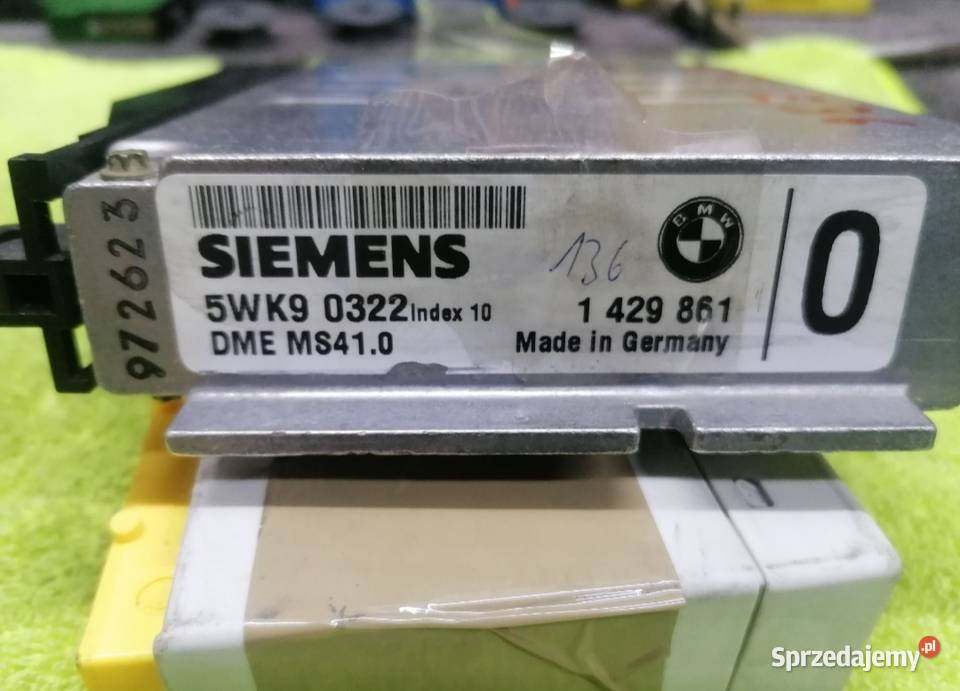 SIEMENS
136
BMW
5WK9 0322 Index 10
1 429 861
DME MS41.0
Made in Germany
0
972623
Sprzedajemy.pl